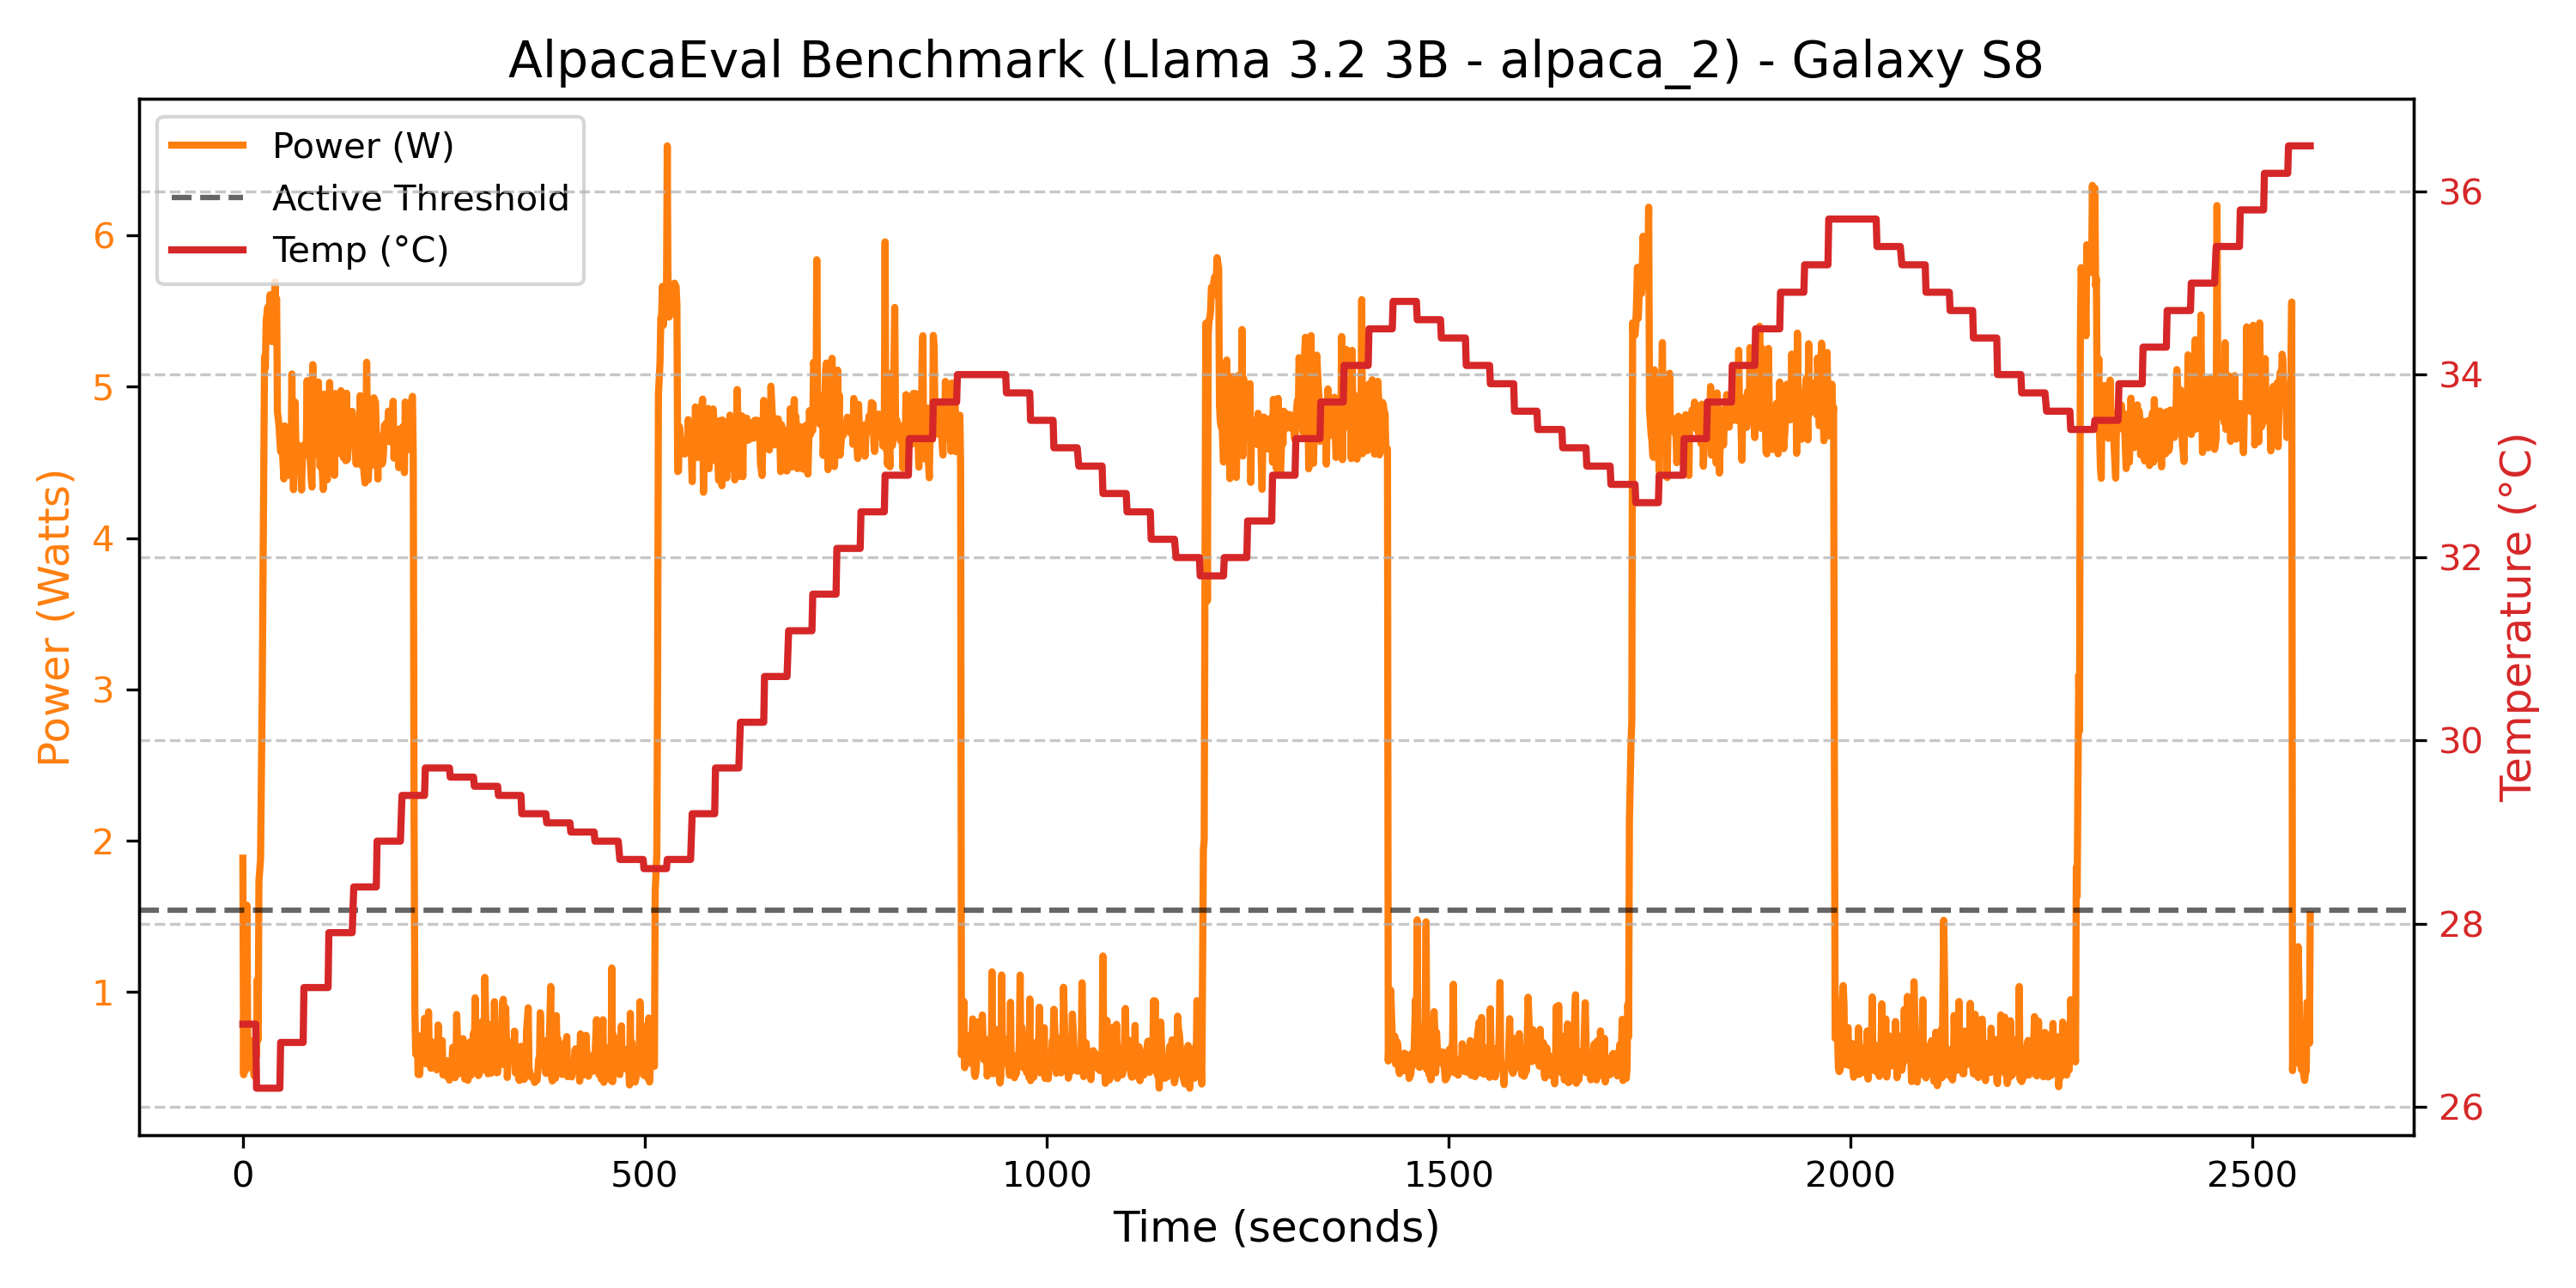 AlpacaEval Benchmark (Llama 3.2 3B - alpaca_2) - Galaxy S8
Power (W)
Active Threshold
Temp (°C)
Power (Watts)
6
5
4
3
2
1
36
34
32
30
28
26
Temperature (°C)
0 500 1000 1500 2000 2500
Time (seconds)